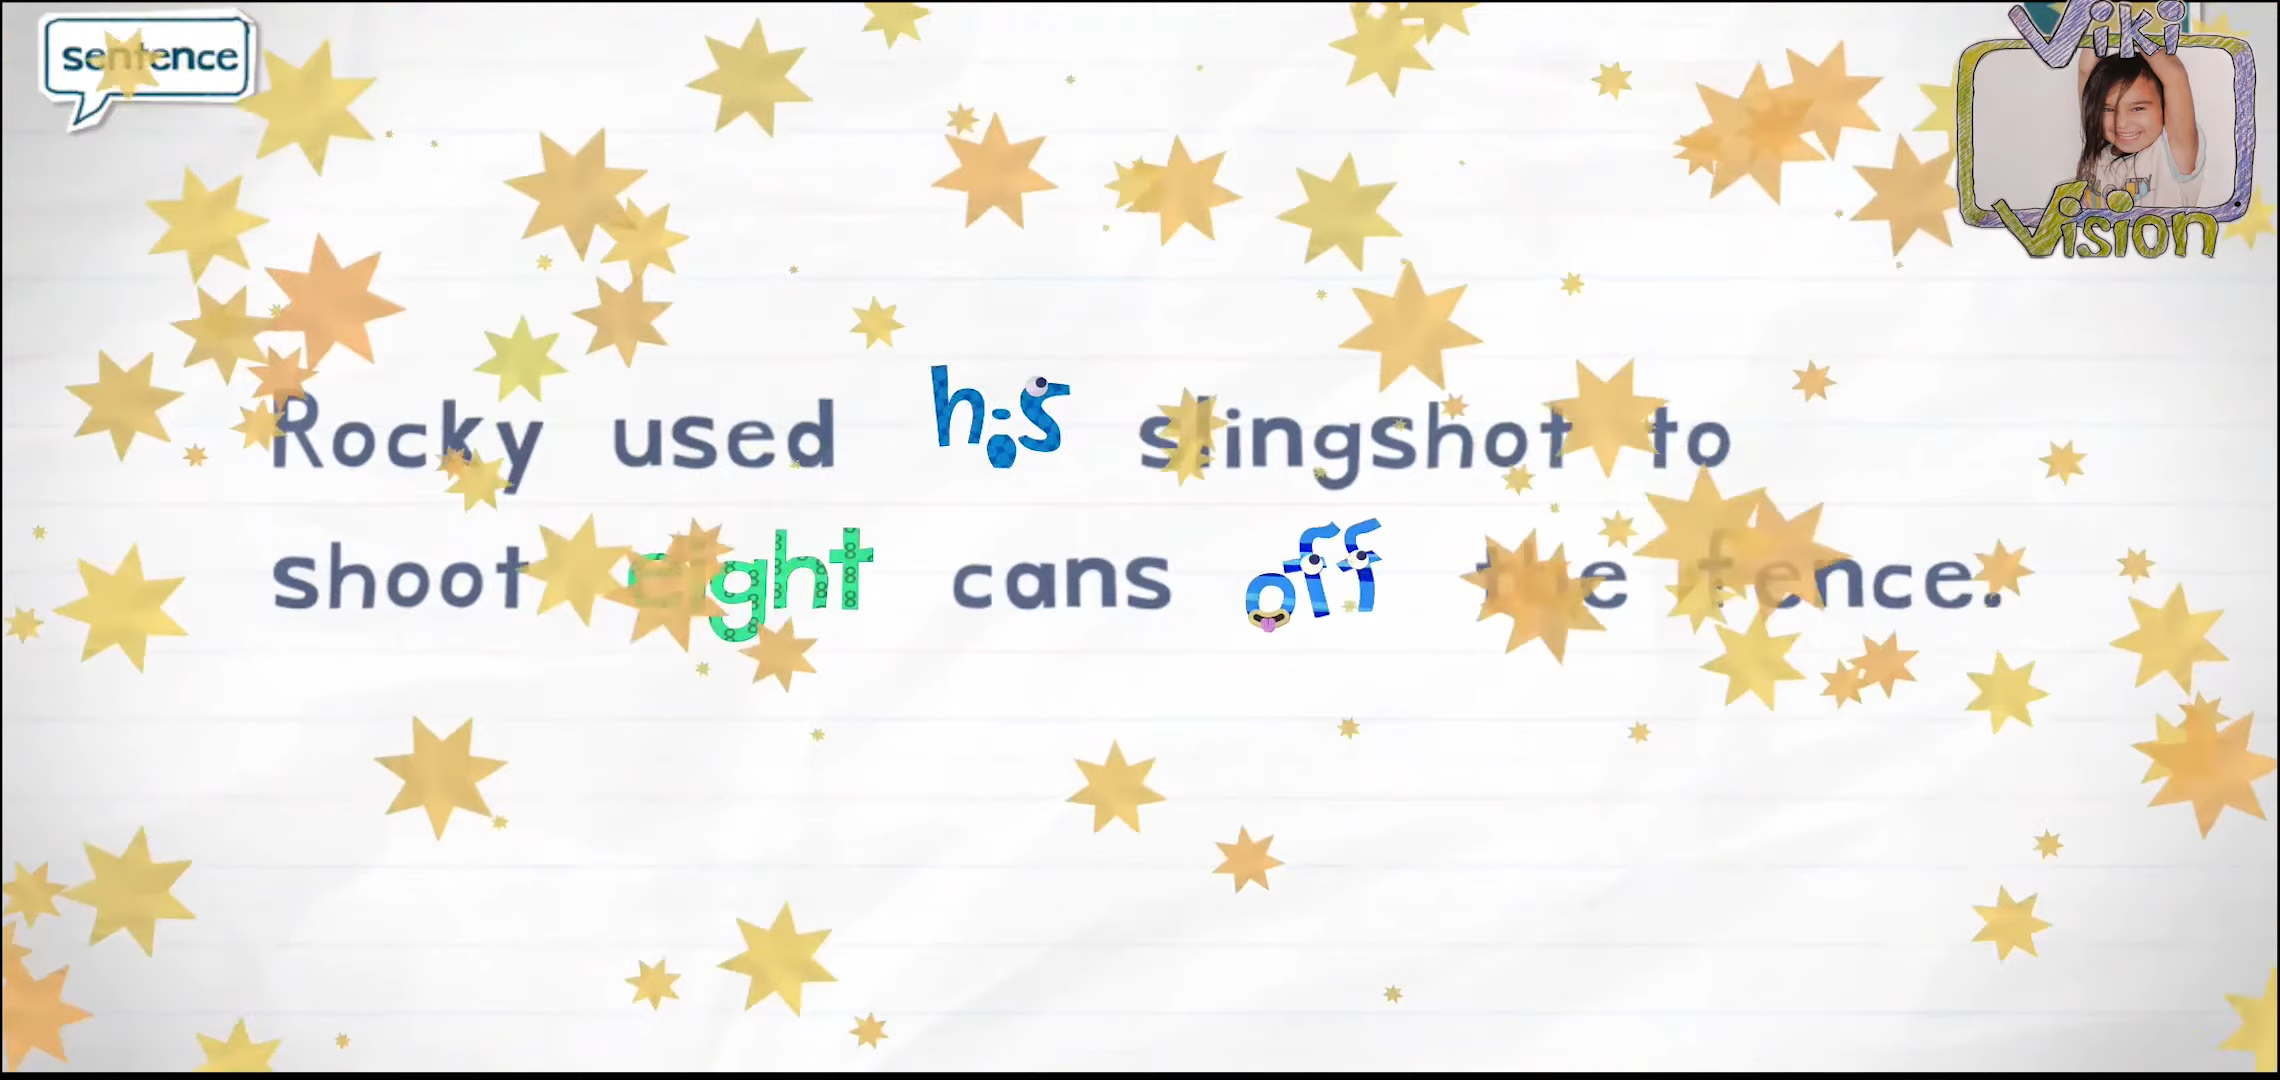 sentence
Viki
Vision
Rocky used his slingshot to
shoot eight cans off the fence.